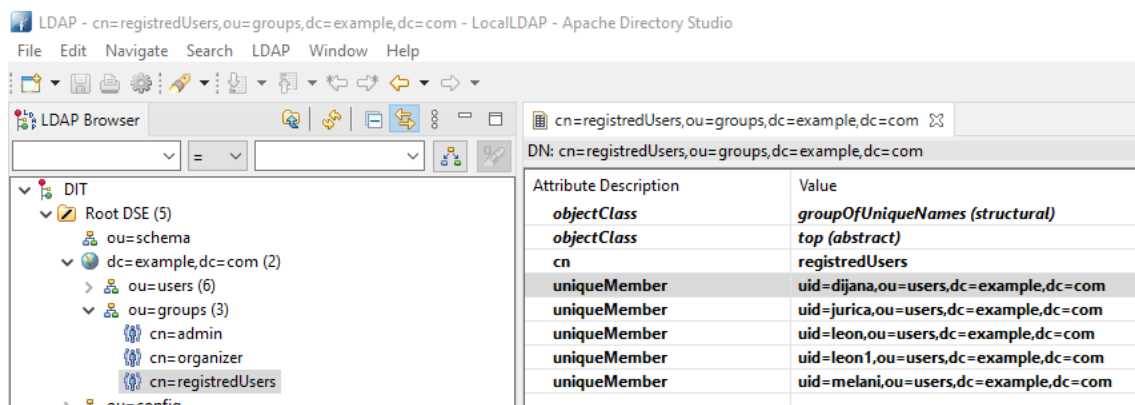 LDAP - cn=registredUsers,ou=groups,dc=example,dc=com - LocalLDAP - Apache Directory Studio
File Edit Navigate Search LDAP Window Help
LDAP Browser
=
DIT
Root DSE (5)
ou=schema
dc=example,dc=com (2)
ou=users (6)
ou=groups (3)
cn=admin
cn=organizer
cn=registredUsers
ou=config
cn=registredUsers,ou=groups,dc=example,dc=com
DN: cn=registredUsers,ou=groups,dc=example,dc=com
Attribute Description Value
objectClass groupOfUniqueNames (structural)
objectClass top (abstract)
cn registredUsers
uniqueMember uid=dijana,ou=users,dc=example,dc=com
uniqueMember uid=jurica,ou=users,dc=example,dc=com
uniqueMember uid=leon,ou=users,dc=example,dc=com
uniqueMember uid=leon1,ou=users,dc=example,dc=com
uniqueMember uid=melani,ou=users,dc=example,dc=com